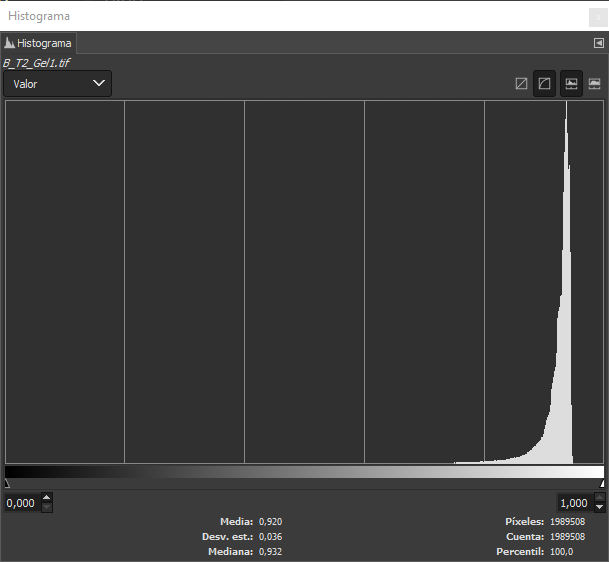 Histograma
Histograma
B_T2_Gel1.tif
Valor
0,000
1,000
Media: 0,920
Píxeles: 1989508
Desv. est.: 0,036
Cuenta: 1989508
Mediana: 0,932
Percentil: 100,0